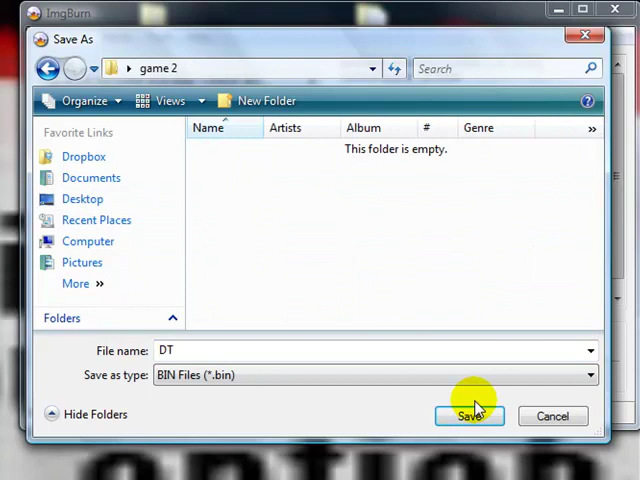 ImgBurn
Save As
game 2
Search
Organize
Views
New Folder
Favorite Links
Name
Artists
Album
#
Genre
»
This folder is empty.
Dropbox
Documents
Desktop
Recent Places
Computer
Pictures
More »
Folders
File name:
DT
Save as type:
BIN Files (*.bin)
Hide Folders
Save
Cancel
option